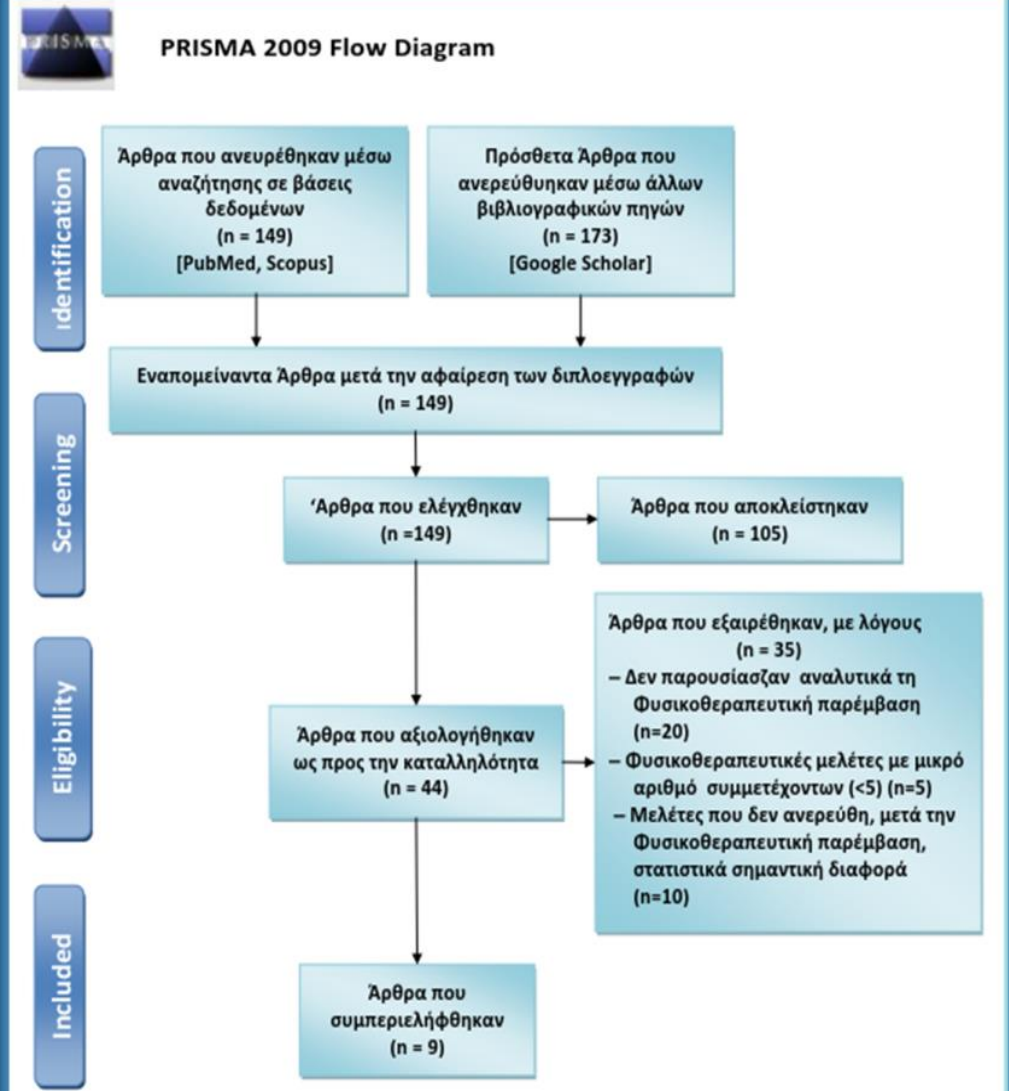 PRISMA
PRISMA 2009 Flow Diagram
Identification
Άρθρα που ανευρέθηκαν μέσω
αναζήτησης σε βάσεις
δεδομένων
(n = 149)
[PubMed, Scopus]
Πρόσθετα Άρθρα που
ανερεύθυηκαν μέσω άλλων
βιβλιογραφικών πηγών
(n = 173)
[Google Scholar]
Εναπομείναντα Άρθρα μετά την αφαίρεση των διπλοεγγραφών
(n = 149)
Screening
‘Αρθρα που ελέγχθηκαν
(n =149)
Άρθρα που αποκλείστηκαν
(n = 105)
Eligibility
Άρθρα που αξιολογήθηκαν
ως προς την καταλληλότητα
(n = 44)
Άρθρα που εξαιρέθηκαν, με λόγους
(n = 35)
– Δεν παρουσίασζαν αναλυτικά τη
Φυσικοθεραπευτική παρέμβαση
(n=20)
– Φυσικοθεραπευτικές μελέτες με μικρό
αριθμό συμμετέχοντων (<5) (n=5)
– Μελέτες που δεν ανερεύθη, μετά την
Φυσικοθεραπευτική παρέμβαση,
στατιστικά σημαντική διαφορά
(n=10)
Included
Άρθρα που
συμπεριελήφθηκαν
(n = 9)